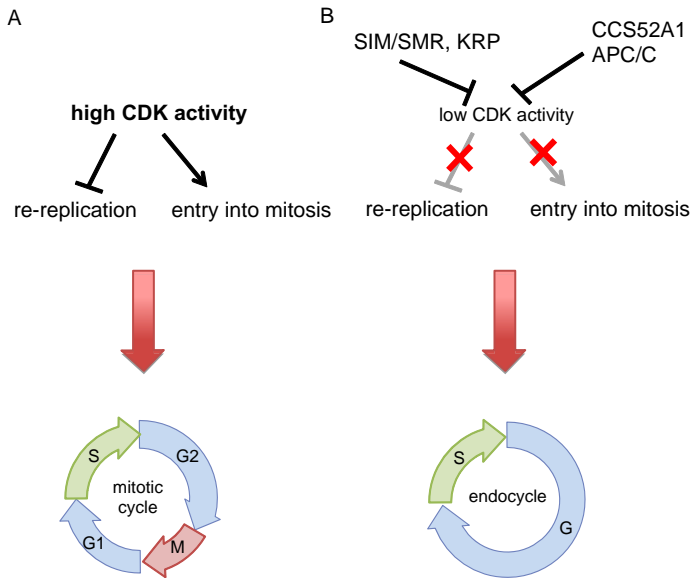 A
high CDK activity
re-replication
entry into mitosis
S
G2
mitotic
cycle
G1
M
B
SIM/SMR, KRP
CCS52A1
APC/C
low CDK activity
re-replication
entry into mitosis
S
endocycle
G